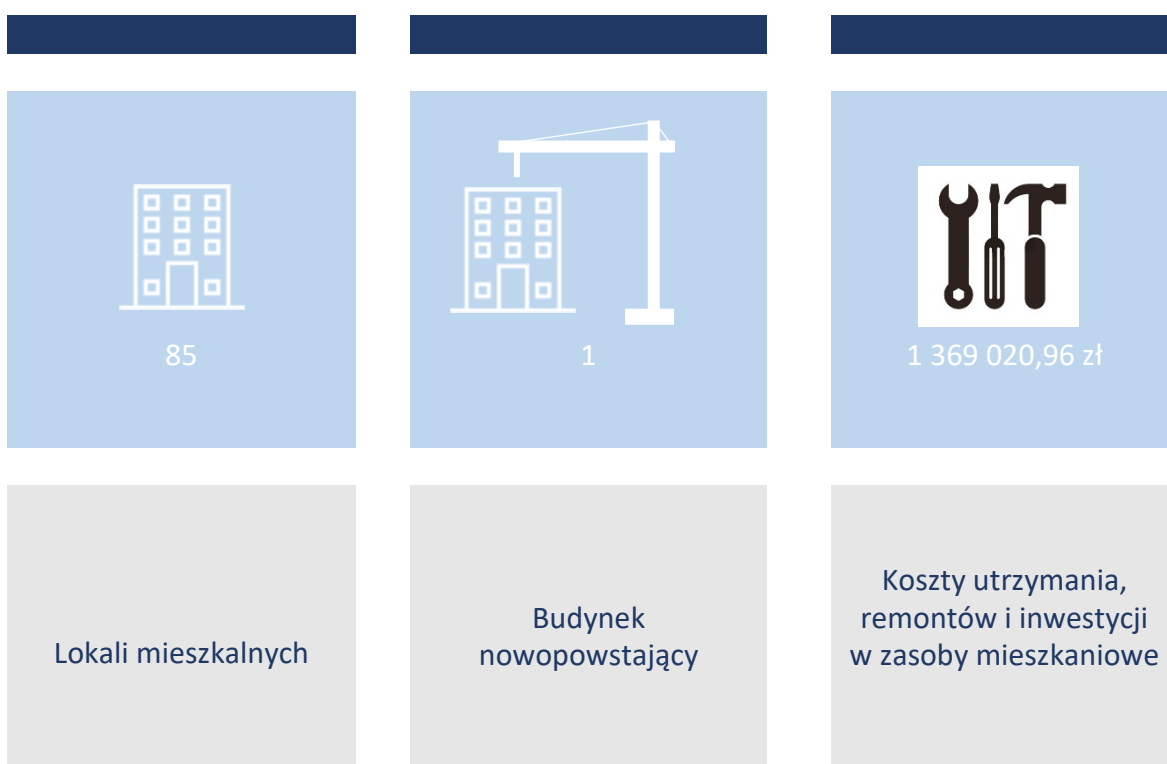 85
1
1 369 020,96 zł
Lokali mieszkalnych
Budynek
nowopowstający
Koszty utrzymania,
remontów i inwestycji
w zasoby mieszkaniowe